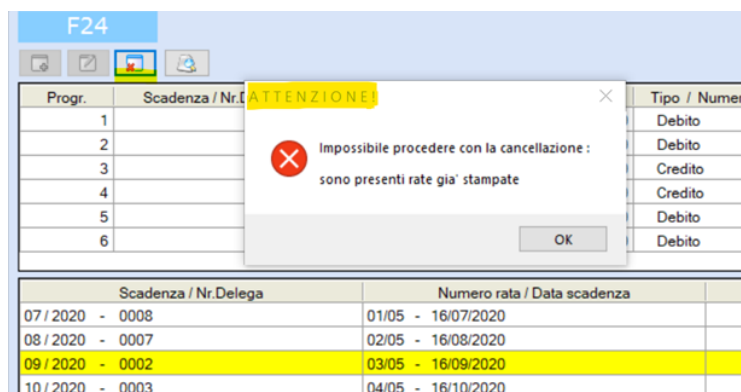 F24
Progr. Scadenza / Nr.D
ATTENZIONE!
Tipo / Numer
1 Debito
2 Debito
3 Credito
4 Credito
5 Debito
6 Debito
Impossibile procedere con la cancellazione :
sono presenti rate gia' stampate
OK
Scadenza / Nr.Delega Numero rata / Data scadenza
07 / 2020 - 0008 01/05 - 16/07/2020
08 / 2020 - 0007 02/05 - 16/08/2020
09 / 2020 - 0002 03/05 - 16/09/2020
10 / 2020 - 0003 04/05 - 16/10/2020